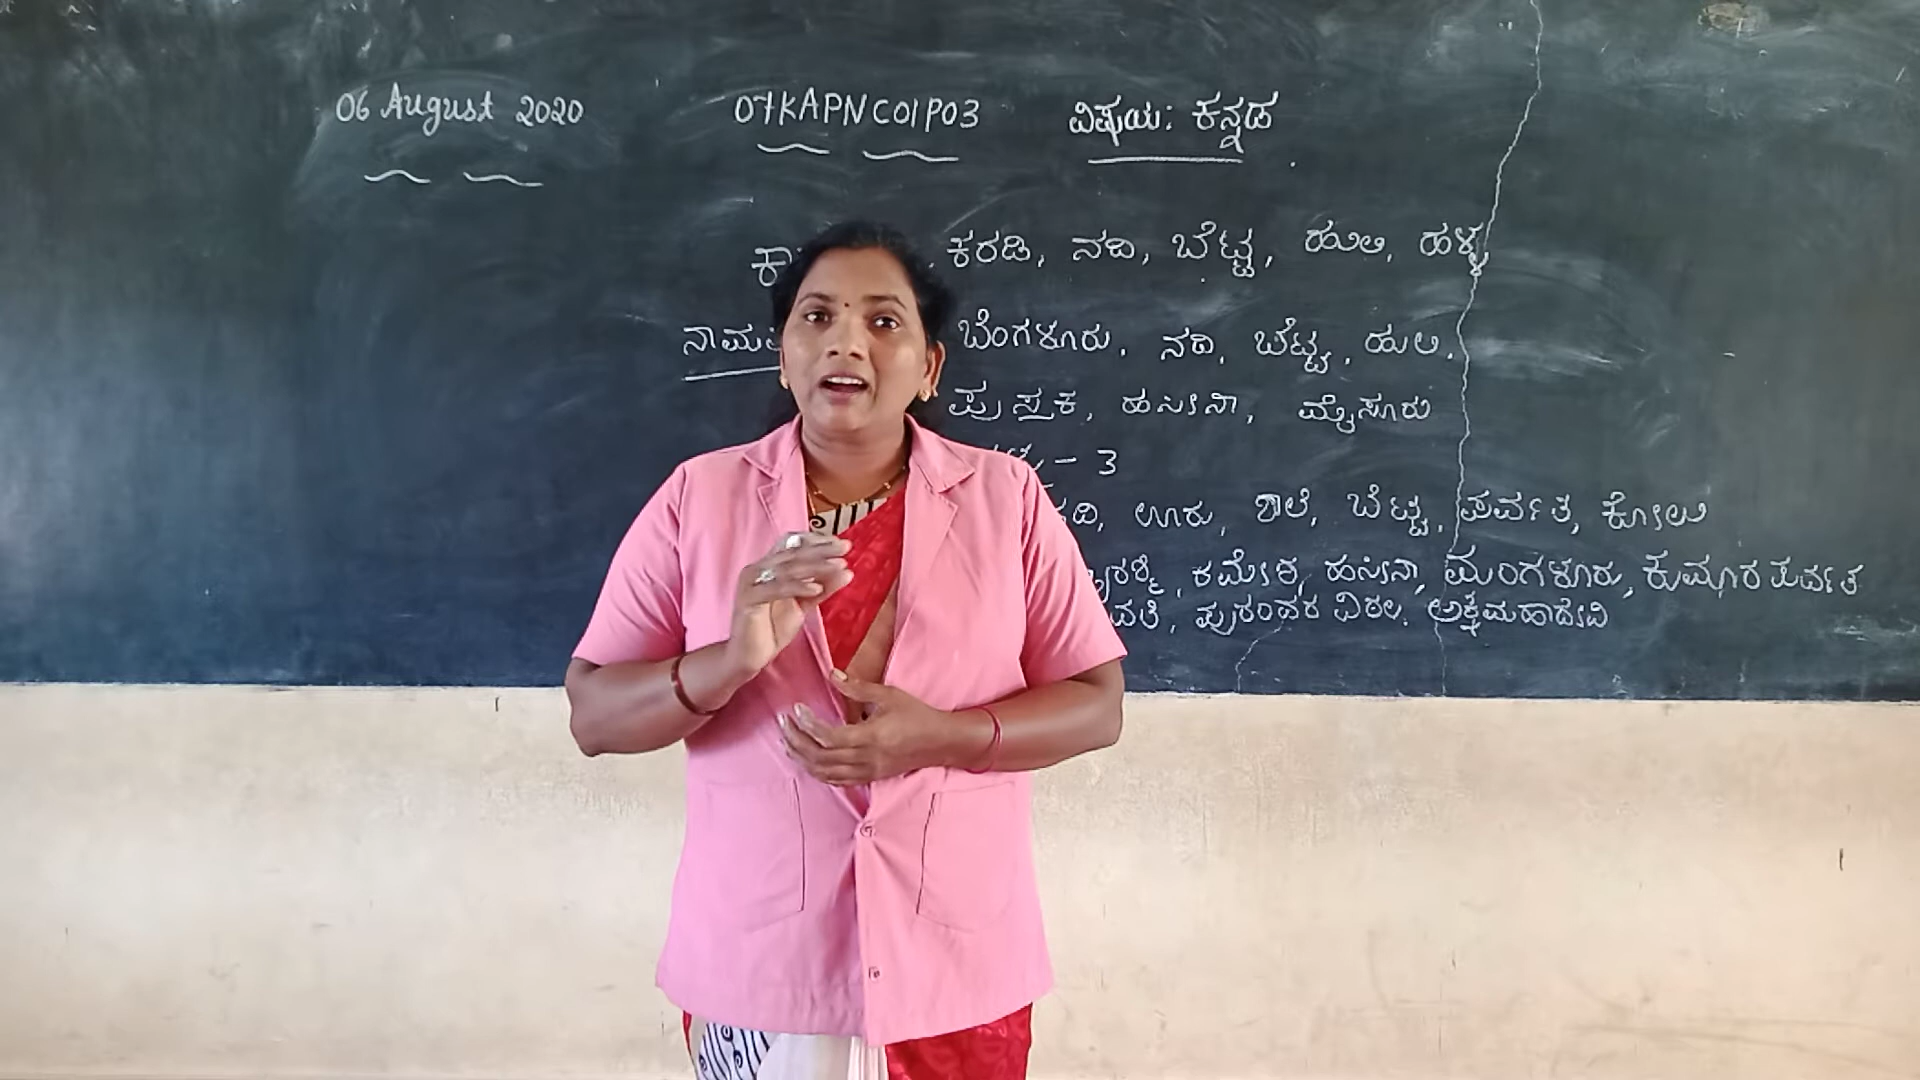 06 August 2020 07KAPNC01P03 ವಿಷಯ: ಕನ್ನಡ
ಕರಡಿ, ನದಿ, ಬೆಟ್ಟ, ಹುಲಿ, ಹಳ್ಳ
ಬೆಂಗಳೂರು, ನದಿ, ಬೆಟ್ಟ, ಹುಲಿ.
ಪುಸ್ತಕ, ಹಸೀನಾ, ಮೈಸೂರು
- 3
ಊರು, ಶಾಲೆ, ಬೆಟ್ಟ, ಪರ್ವತ, ಕೋಲು
ಹಸೀನಾ, ಮಂಗಳೂರು, ಕುಮಾರ ಪರ್ವತ
ಪುರಂದರ ವಿಠಲ. ಅಕ್ಕಮಹಾದೇವಿ